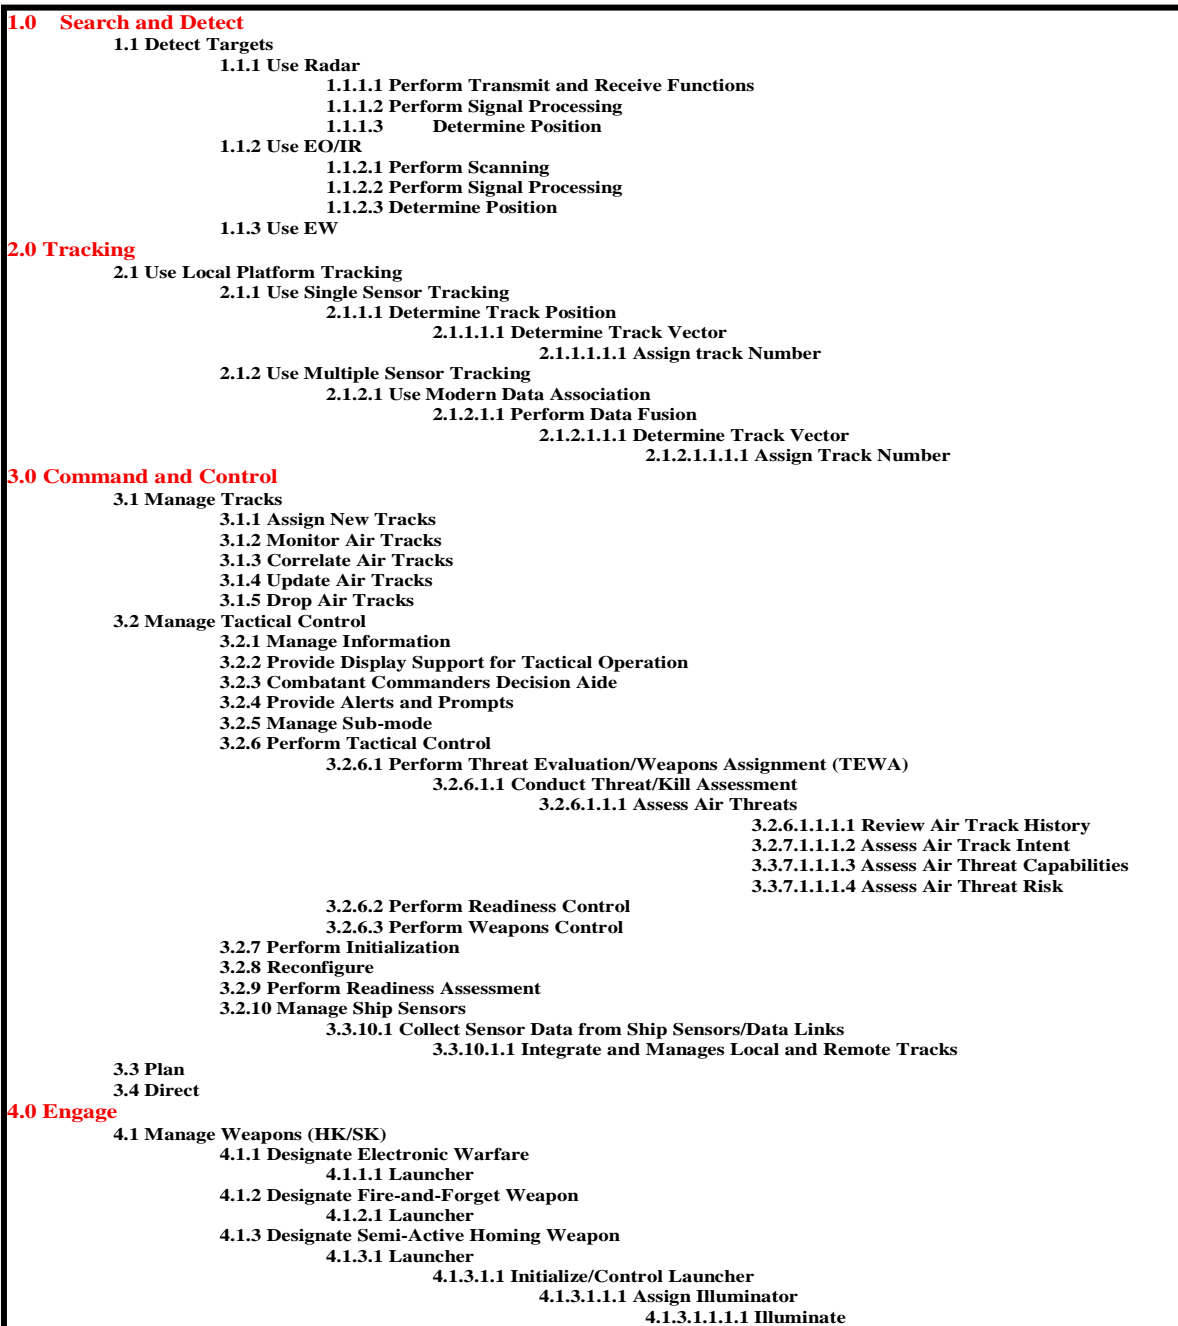 1.0 Search and Detect
1.1 Detect Targets
1.1.1 Use Radar
1.1.1.1 Perform Transmit and Receive Functions
1.1.1.2 Perform Signal Processing
1.1.1.3 Determine Position
1.1.2 Use EO/IR
1.1.2.1 Perform Scanning
1.1.2.2 Perform Signal Processing
1.1.2.3 Determine Position
1.1.3 Use EW
2.0 Tracking
2.1 Use Local Platform Tracking
2.1.1 Use Single Sensor Tracking
2.1.1.1 Determine Track Position
2.1.1.1.1 Determine Track Vector
2.1.1.1.1.1 Assign track Number
2.1.2 Use Multiple Sensor Tracking
2.1.2.1 Use Modern Data Association
2.1.2.1.1 Perform Data Fusion
2.1.2.1.1.1 Determine Track Vector
2.1.2.1.1.1.1 Assign Track Number
3.0 Command and Control
3.1 Manage Tracks
3.1.1 Assign New Tracks
3.1.2 Monitor Air Tracks
3.1.3 Correlate Air Tracks
3.1.4 Update Air Tracks
3.1.5 Drop Air Tracks
3.2 Manage Tactical Control
3.2.1 Manage Information
3.2.2 Provide Display Support for Tactical Operation
3.2.3 Combatant Commanders Decision Aide
3.2.4 Provide Alerts and Prompts
3.2.5 Manage Sub-mode
3.2.6 Perform Tactical Control
3.2.6.1 Perform Threat Evaluation/Weapons Assignment (TEWA)
3.2.6.1.1 Conduct Threat/Kill Assessment
3.2.6.1.1.1 Assess Air Threats
3.2.6.1.1.1.1 Review Air Track History
3.2.7.1.1.1.2 Assess Air Track Intent
3.3.7.1.1.1.3 Assess Air Threat Capabilities
3.3.7.1.1.1.4 Assess Air Threat Risk
3.2.6.2 Perform Readiness Control
3.2.6.3 Perform Weapons Control
3.2.7 Perform Initialization
3.2.8 Reconfigure
3.2.9 Perform Readiness Assessment
3.2.10 Manage Ship Sensors
3.3.10.1 Collect Sensor Data from Ship Sensors/Data Links
3.3.10.1.1 Integrate and Manages Local and Remote Tracks
3.3 Plan
3.4 Direct
4.0 Engage
4.1 Manage Weapons (HK/SK)
4.1.1 Designate Electronic Warfare
4.1.1.1 Launcher
4.1.2 Designate Fire-and-Forget Weapon
4.1.2.1 Launcher
4.1.3 Designate Semi-Active Homing Weapon
4.1.3.1 Launcher
4.1.3.1.1 Initialize/Control Launcher
4.1.3.1.1.1 Assign Illuminator
4.1.3.1.1.1.1 Illuminate